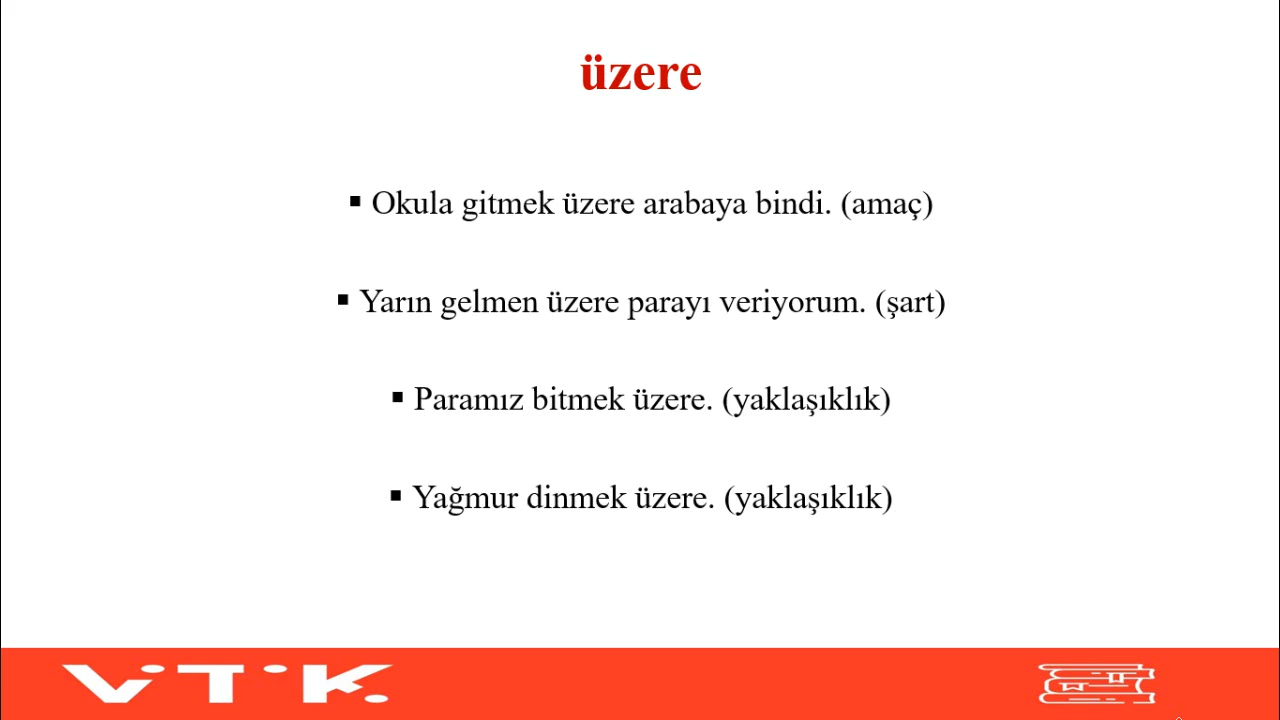 üzere
▪ Okula gitmek üzere arabaya bindi. (amaç)
▪ Yarın gelmen üzere parayı veriyorum. (şart)
▪ Paramız bitmek üzere. (yaklaşıklık)
▪ Yağmur dinmek üzere. (yaklaşıklık)
ViTiK.